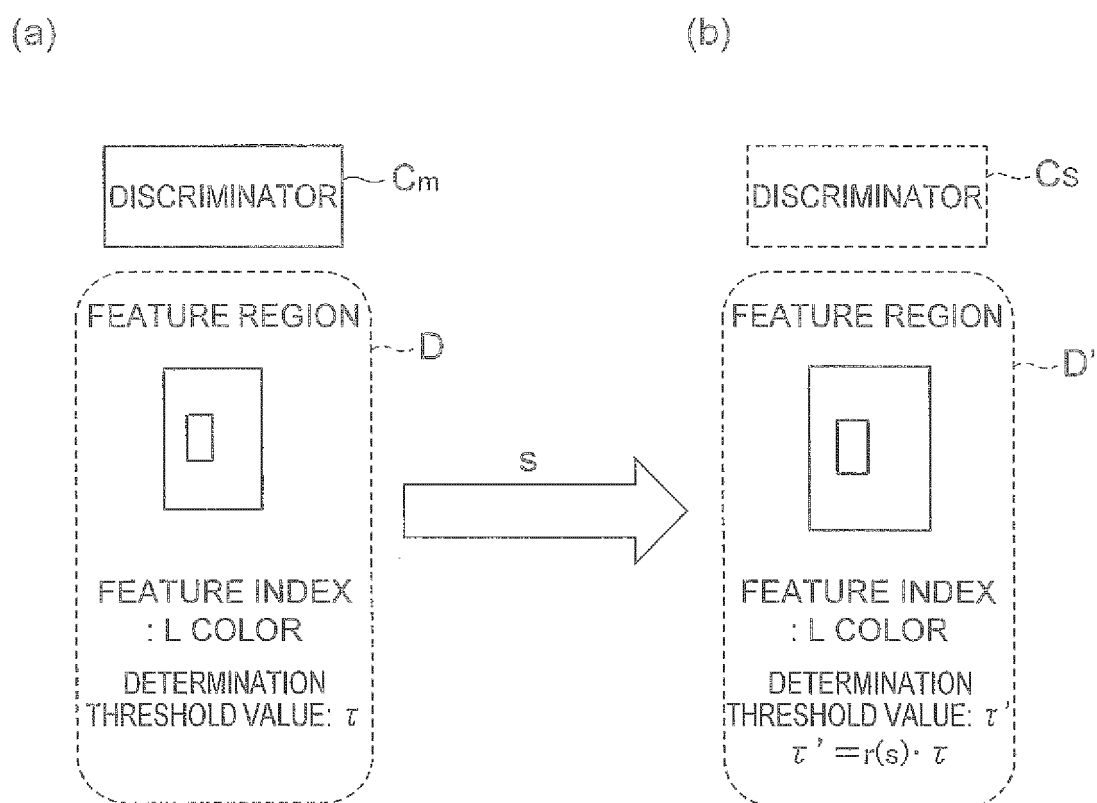 (a)
DISCRIMINATOR
Cm
FEATURE REGION
D
FEATURE INDEX
: L COLOR
DETERMINATION
THRESHOLD VALUE: τ
s
(b)
DISCRIMINATOR
Cs
FEATURE REGION
D'
FEATURE INDEX
: L COLOR
DETERMINATION
THRESHOLD VALUE: τ'
τ'=r(s)· τ